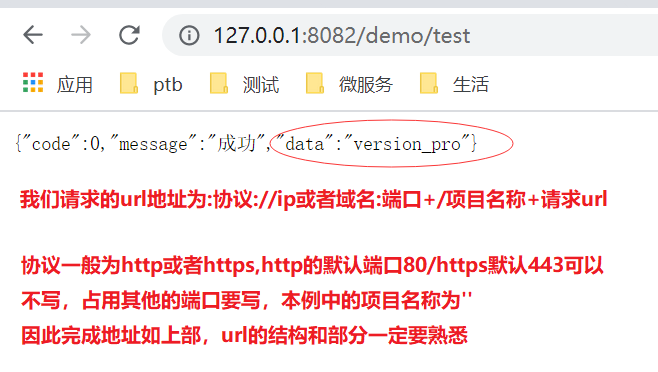 127.0.0.1:8082/demo/test
应用 ptb 测试 微服务 生活
{"code":0,"message":"成功","data":"version_pro"}
我们请求的url地址为:协议://ip或者域名:端口+/项目名称+请求url
协议一般为http或者https,http的默认端口80/https默认443可以
不写，占用其他的端口要写，本例中的项目名称为''
因此完成地址如上部，url的结构和部分一定要熟悉